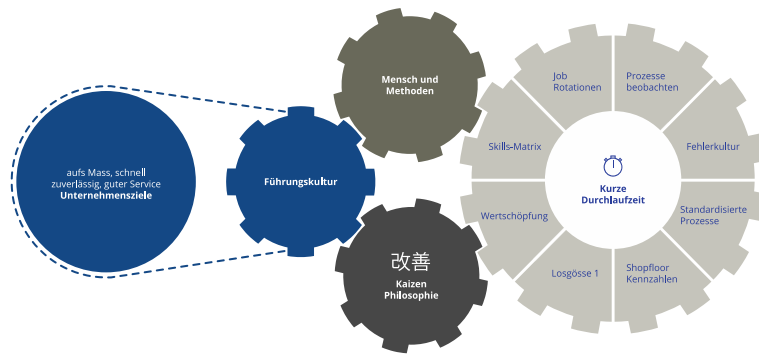 aufs Mass, schnell
zuverlässig, guter Service
Unternehmensziele
Führungskultur
Mensch und
Methoden
改善
Kaizen
Philosophie
Job
Rotationen
Prozesse
beobachten
Skills-Matrix
Fehlerkultur
Kurze
Durchlaufzeit
Wertschöpfung
Standardisierte
Prozesse
Losgösse 1
Shopfloor
Kennzahlen